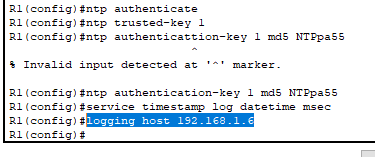 R1(config)#ntp authenticate
R1(config)#ntp trusted-key 1
R1(config)#ntp authenticattion-key 1 md5 NTPpa55
^
% Invalid input detected at '^' marker.
R1(config)#ntp authentication-key 1 md5 NTPpa55
R1(config)#service timestamp log datetime msec
R1(config)#logging host 192.168.1.6
R1(config)#